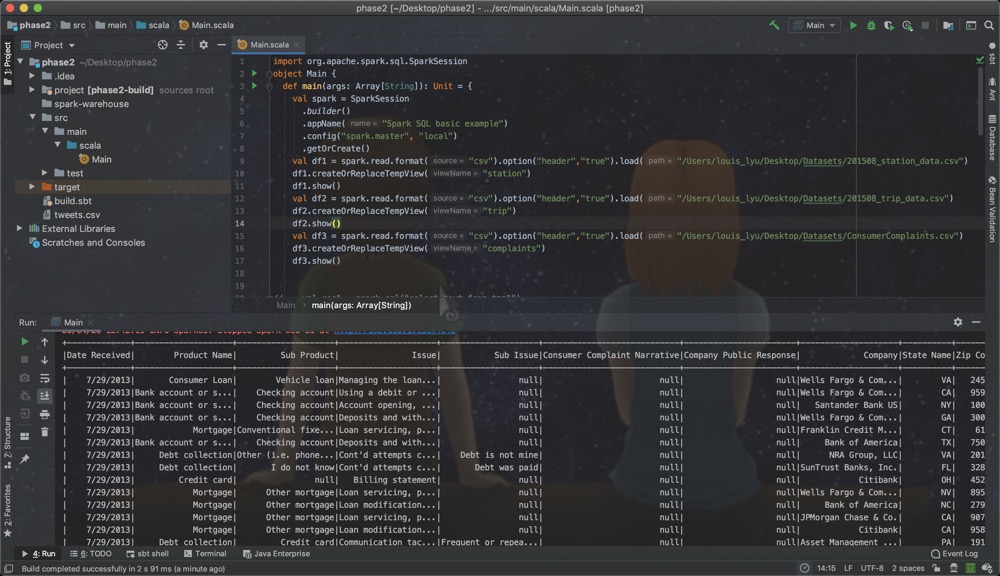 phase2 [~/Desktop/phase2] - .../src/main/scala/Main.scala [phase2]
phase2 › src › main › scala › Main.scala
Main
Project
Main.scala
1: Project
phase2 ~/Desktop/phase2
.idea
project [phase2-build] sources root
spark-warehouse
src
main
scala
Main
test
target
build.sbt
tweets.csv
External Libraries
Scratches and Consoles
1 import org.apache.spark.sql.SparkSession
2 object Main {
3 def main(args: Array[String]): Unit = {
4 val spark = SparkSession
5 .builder()
6 .appName( name = "Spark SQL basic example")
7 .config("spark.master", "local")
8 .getOrCreate()
9 val df1 = spark.read.format( source = "csv").option("header","true").load( path = "/Users/louis_lyu/Desktop/Datasets/201508_station_data.csv")
10 df1.createOrReplaceTempView( viewName = "station")
11 df1.show()
12 val df2 = spark.read.format( source = "csv").option("header","true").load( path = "/Users/louis_lyu/Desktop/Datasets/201508_trip_data.csv")
13 df2.createOrReplaceTempView( viewName = "trip")
14 df2.show()
15 val df3 = spark.read.format( source = "csv").option("header","true").load( path = "/Users/louis_lyu/Desktop/Datasets/ConsumerComplaints.csv")
16 df3.createOrReplaceTempView( viewName = "complaints")
17 df3.show()
18
19
Main › main(args: Array[String])
sbt
Ant
Database
Bean Validation
Run: Main
|Date Received| Product Name| Sub Product| Issue| Sub Issue|Consumer Complaint Narrative|Company Public Response| Company|State Name|Zip Co
| 7/29/2013| Consumer Loan| Vehicle loan|Managing the loan...| null| null| null|Wells Fargo & Com...| VA| 245
| 7/29/2013|Bank account or s...| Checking account|Using a debit or ...| null| null| null|Wells Fargo & Com...| CA| 959
| 7/29/2013|Bank account or s...| Checking account|Account opening, ...| null| null| null| Santander Bank US| NY| 100
| 7/29/2013|Bank account or s...| Checking account|Deposits and with...| null| null| null|Wells Fargo & Com...| GA| 300
| 7/29/2013| Mortgage|Conventional fixe...|Loan servicing, p...| null| null| null|Franklin Credit M...| CT| 61
| 7/29/2013|Bank account or s...| Checking account|Deposits and with...| null| null| null| Bank of America| TX| 750
| 7/29/2013| Debt collection|Other (i.e. phone...|Cont'd attempts c...| Debt is not mine| null| null| NRA Group, LLC| VA| 201
| 7/29/2013| Debt collection| I do not know|Cont'd attempts c...| Debt was paid| null| null|SunTrust Banks, Inc.| FL| 328
| 7/29/2013| Credit card| null| Billing statement| null| null| null| Citibank| OH| 452
| 7/29/2013| Mortgage| Other mortgage|Loan servicing, p...| null| null| null|Wells Fargo & Com...| NV| 895
| 7/29/2013| Mortgage| Other mortgage|Loan modification...| null| null| null| Bank of America| NC| 279
| 7/29/2013| Mortgage| Other mortgage|Loan servicing, p...| null| null| null|JPMorgan Chase & Co.| CA| 907
| 7/29/2013| Mortgage| Other mortgage|Loan modification...| null| null| null| Citibank| CA| 958
| 7/29/2013| Debt collection| Credit card|Communication tac...|Frequent or repea...| null| null|Asset Management ...| PA| 191
7: Structure
2: Favorites
4: Run 6: TODO sbt shell Terminal Java Enterprise Event Log
Build completed successfully in 2 s 91 ms (a minute ago) 14:15 LF UTF-8 2 spaces